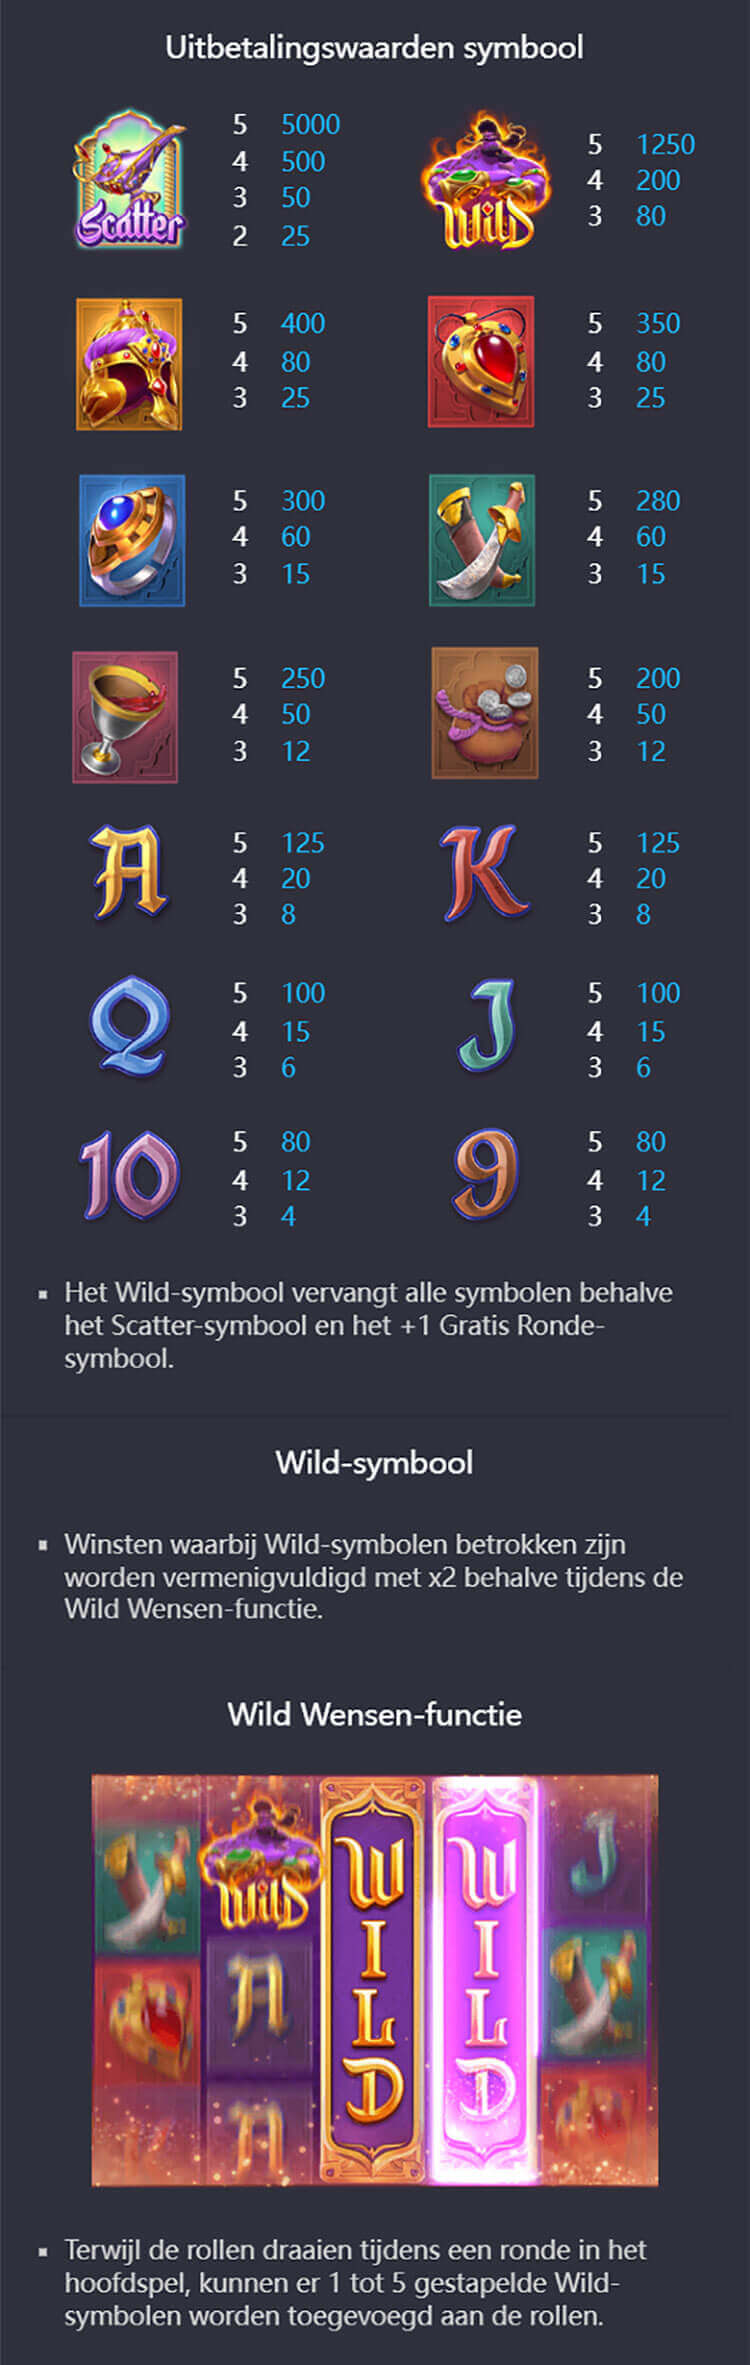 Uitbetalingswaarden symbool
Scatter
5 5000
4 500
3 50
2 25
Wild
5 1250
4 200
3 80
5 400
4 80
3 25
5 350
4 80
3 25
5 300
4 60
3 15
5 280
4 60
3 15
5 250
4 50
3 12
5 200
4 50
3 12
A
5 125
4 20
3 8
K
5 125
4 20
3 8
Q
5 100
4 15
3 6
J
5 100
4 15
3 6
10
5 80
4 12
3 4
9
5 80
4 12
3 4
▪ Het Wild-symbool vervangt alle symbolen behalve
het Scatter-symbool en het +1 Gratis Ronde-
symbool.
Wild-symbool
▪ Winsten waarbij Wild-symbolen betrokken zijn
worden vermenigvuldigd met x2 behalve tijdens de
Wild Wensen-functie.
Wild Wensen-functie
Wild
A
A
WILD
WILD
J
▪ Terwijl de rollen draaien tijdens een ronde in het
hoofdspel, kunnen er 1 tot 5 gestapelde Wild-
symbolen worden toegevoegd aan de rollen.